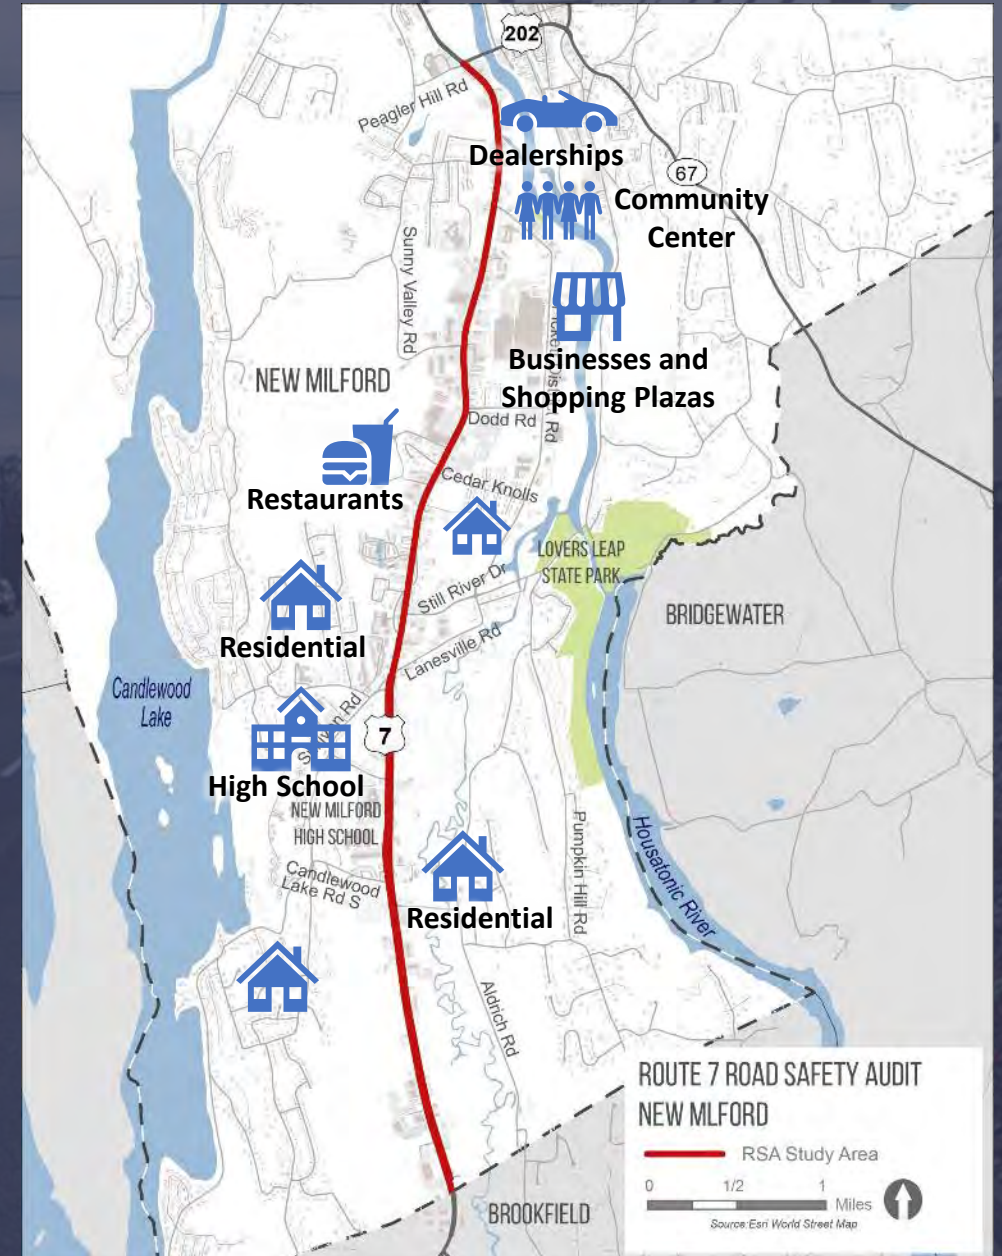 202
Peagler Hill Rd
Dealerships
67
Community
Center
Sunny Valley Rd
Businesses and
Shopping Plazas
NEW MILFORD
Dodd Rd
Restaurants
Cedar Knolls
LOVERS LEAP
STATE PARK
Still River Dr
BRIDGEWATER
Residential
Lanesville Rd
Candlewood
Lake
7
High School
NEW MILFORD
HIGH SCHOOL
Candlewood
Lake Rd S
Pumpkin Hill Rd
Housatonic River
Residential
Aldrich Rd
ROUTE 7 ROAD SAFETY AUDIT
NEW MLFORD
RSA Study Area
0 1/2 1
Miles
Source: Esri World Street Map
BROOKFIELD